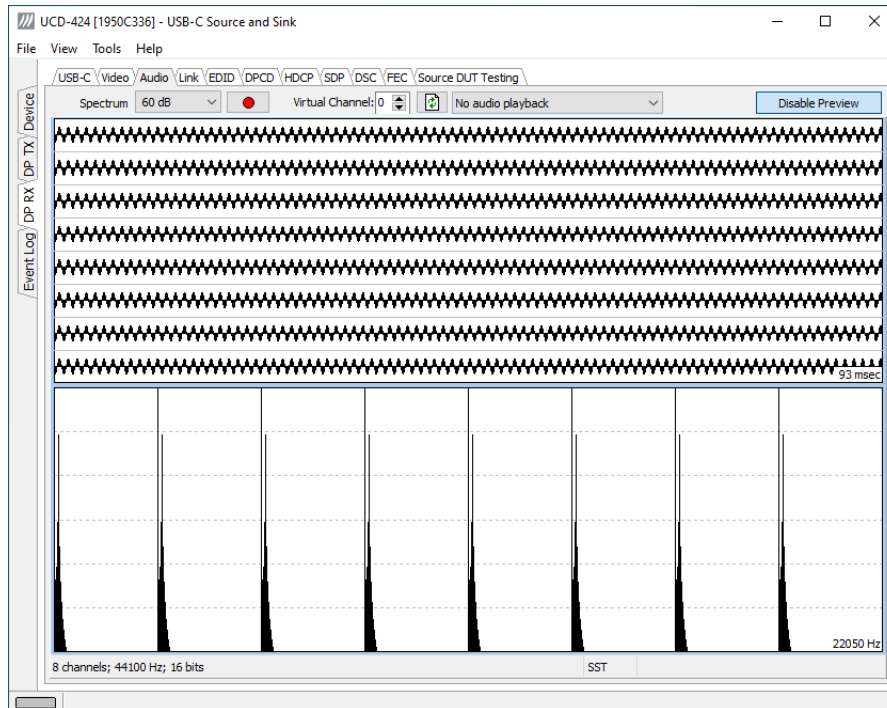 UCD-424 [1950C336] - USB-C Source and Sink
File View Tools Help
USB-C Video Audio Link EDID DPCD HDCP SDP DSC FEC Source DUT Testing
Spectrum 60 dB Virtual Channel: 0 No audio playback Disable Preview
Device
DP TX
DP RX
Event Log
93 msec
22050 Hz
8 channels; 44100 Hz; 16 bits SST